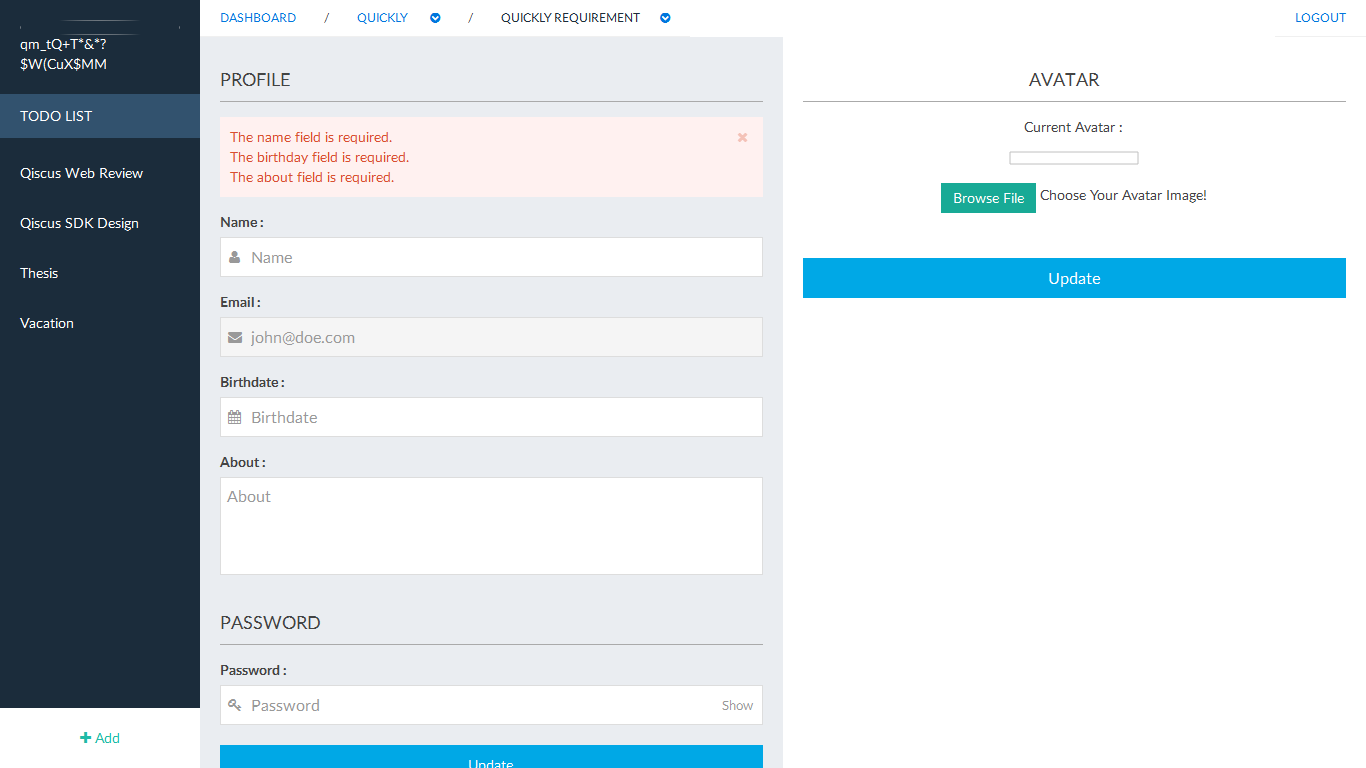 qm_tQ+T*&*?
$W(CuX$MM
TODO LIST
Qiscus Web Review
Qiscus SDK Design
Thesis
Vacation
Add
DASHBOARD / QUICKLY / QUICKLY REQUIREMENT
LOGOUT
PROFILE
The name field is required.
The birthday field is required.
The about field is required.
Name :
Name
Email :
john@doe.com
Birthdate :
Birthdate
About :
About
PASSWORD
Password :
Password Show
Update
AVATAR
Current Avatar :
Browse File Choose Your Avatar Image!
Update